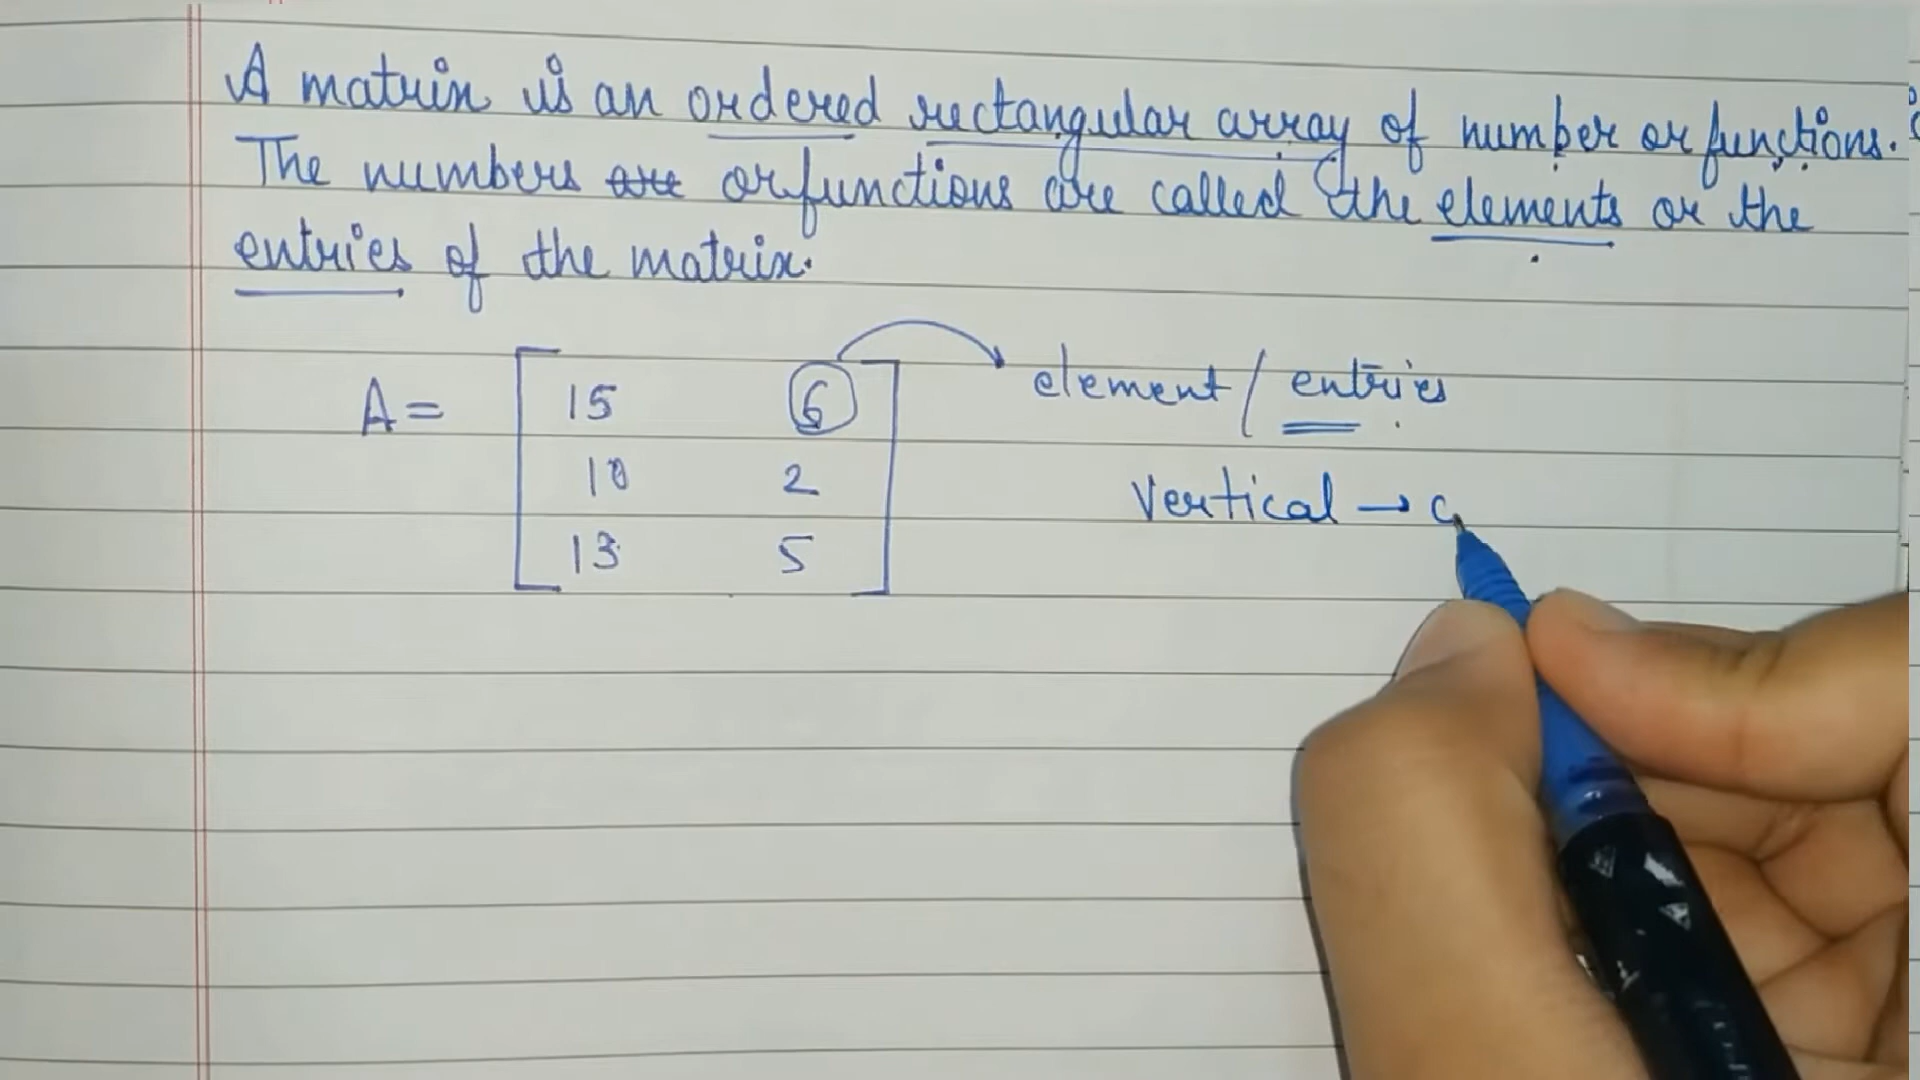 A matrix is an ordered rectangular array of number or functions.
The numbers are or functions are called the elements or the
entries of the matrix.
A = [ 15 6 element / entries
10 2 Vertical → c
13 5 ]